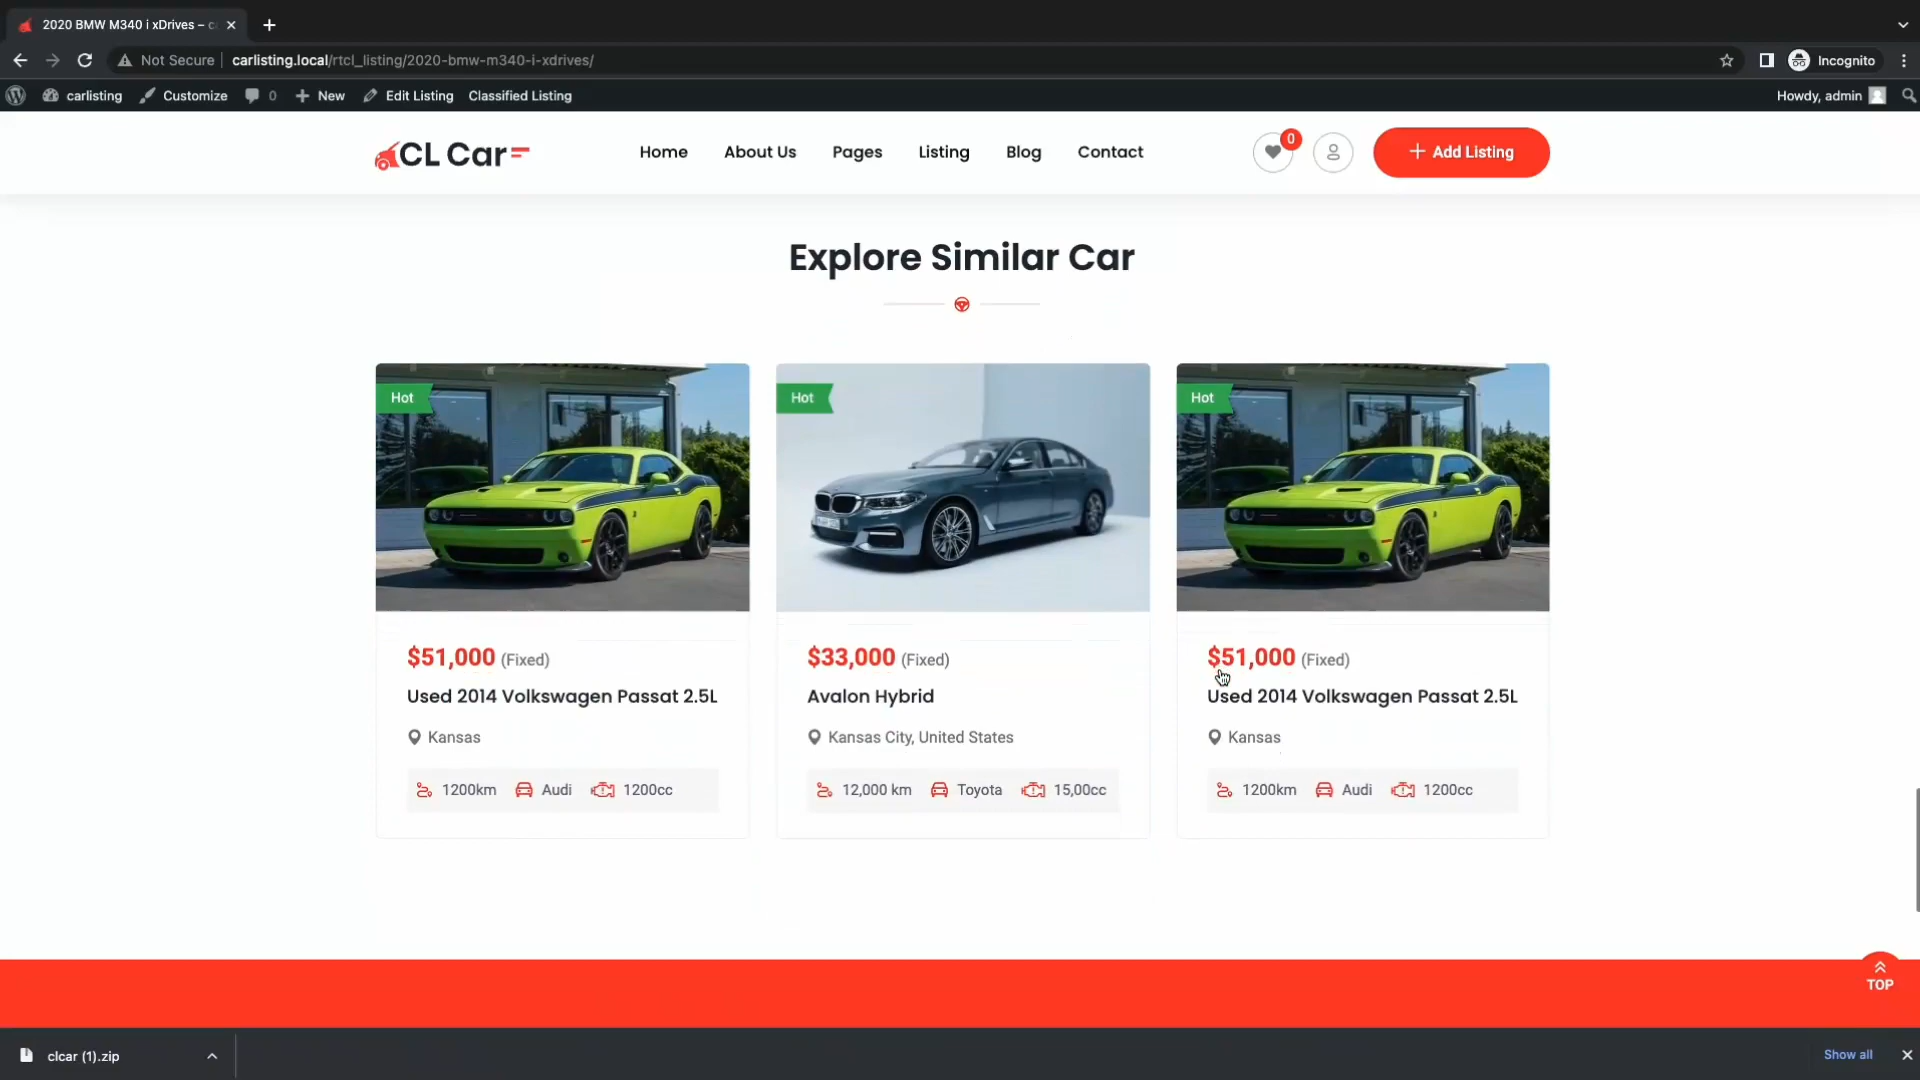 2020 BMW M340 i xDrives –
Not Secure carlisting.local/rtcl_listing/2020-bmw-m340-i-xdrives/ Incognito
carlisting Customize 0 New Edit Listing Classified Listing Howdy, admin
CL Car Home About Us Pages Listing Blog Contact 0 Add Listing
Explore Similar Car
Hot Hot Hot
$51,000 (Fixed) $33,000 (Fixed) $51,000 (Fixed)
Used 2014 Volkswagen Passat 2.5L Avalon Hybrid Used 2014 Volkswagen Passat 2.5L
Kansas Kansas City, United States Kansas
1200km Audi 1200cc 12,000 km Toyota 15,00cc 1200km Audi 1200cc
TOP
clcar (1).zip Show all